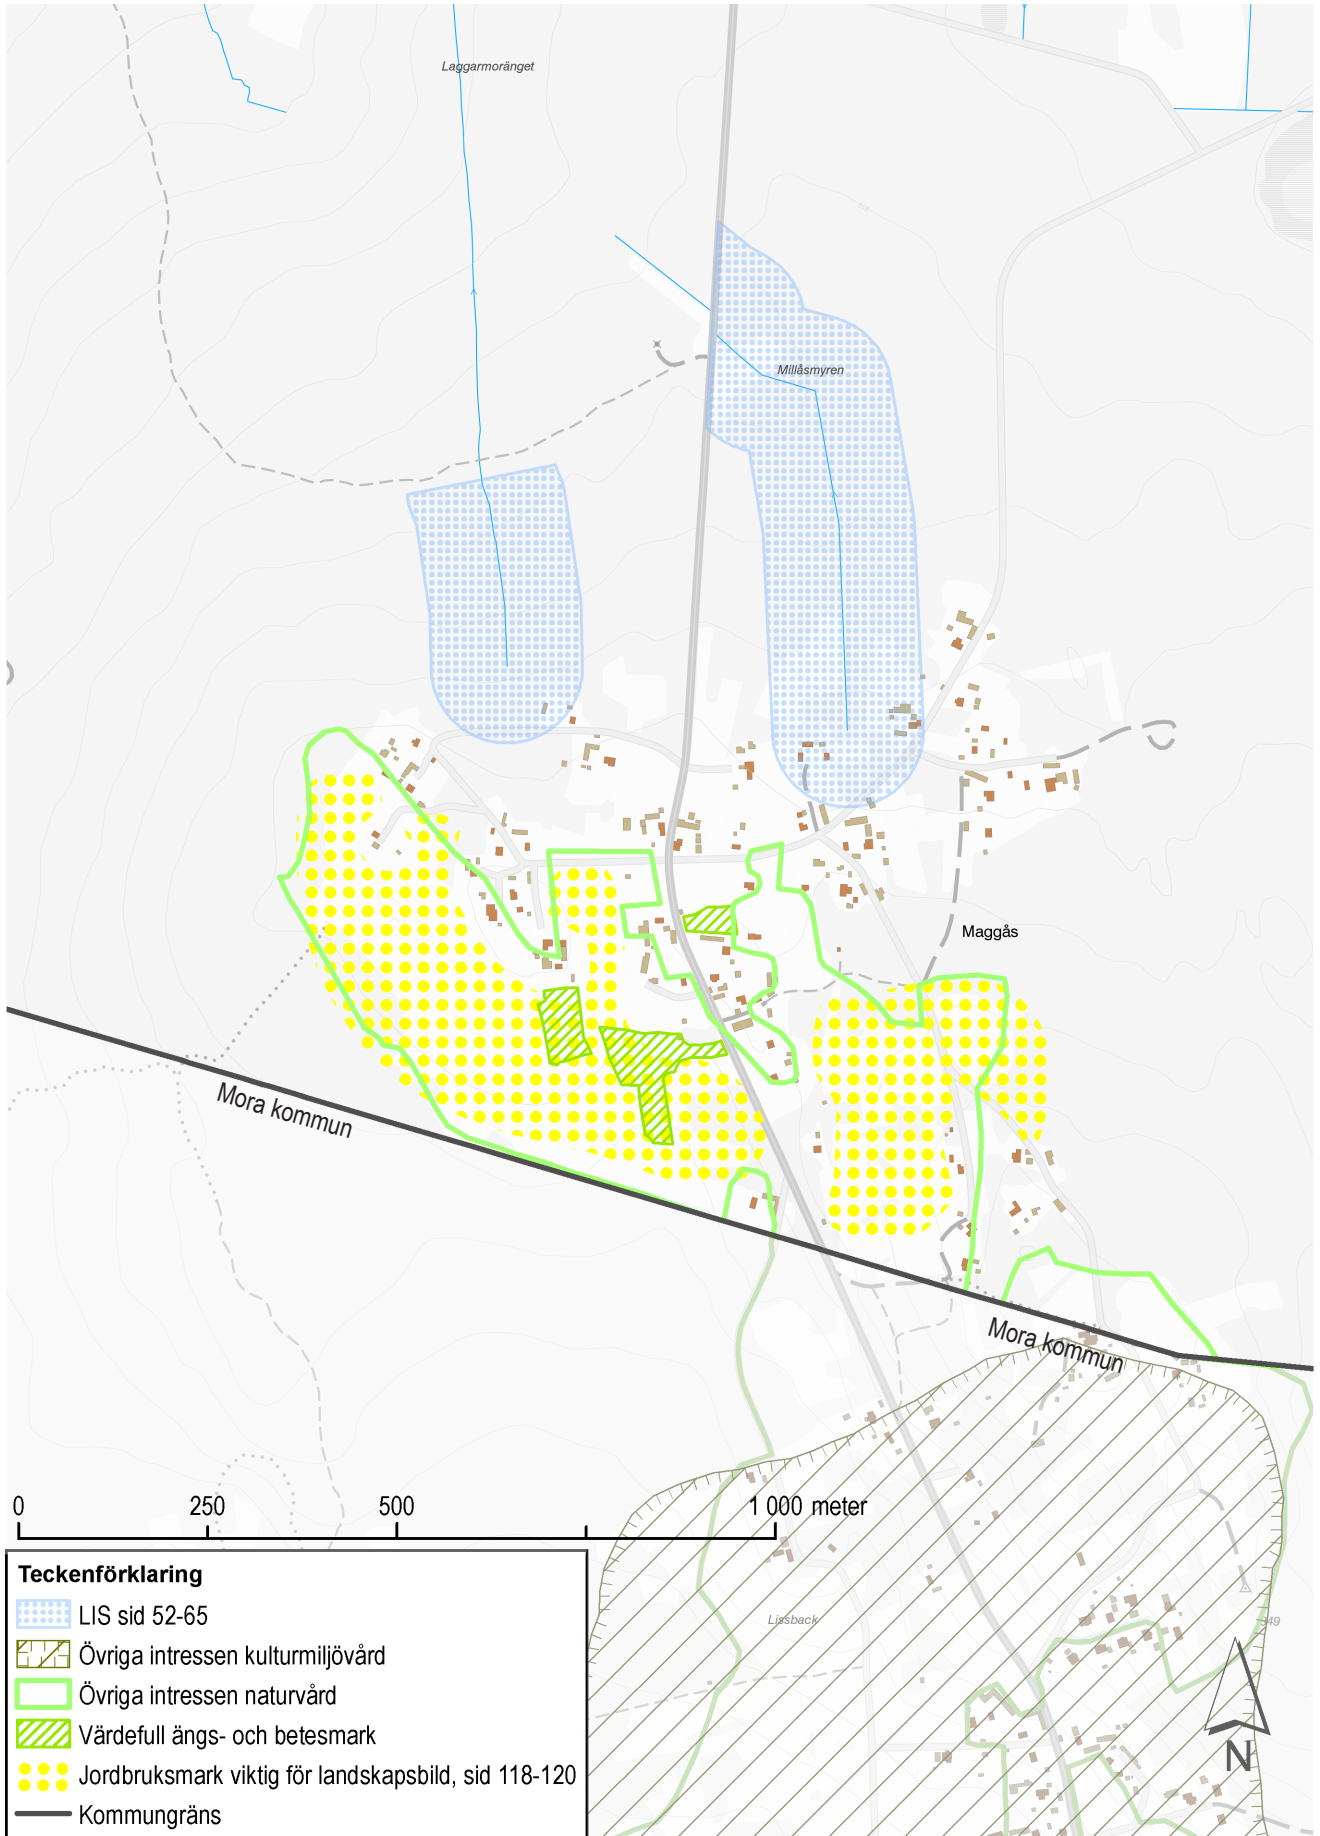 Laggarmoränget
Millåsmyren
Maggås
Mora kommun
Mora kommun
0 250 500 1 000 meter
Lissback
349
N
Teckenförklaring
LIS sid 52-65
Övriga intressen kulturmiljövård
Övriga intressen naturvård
Värdefull ängs- och betesmark
Jordbruksmark viktig för landskapsbild, sid 118-120
Kommungräns